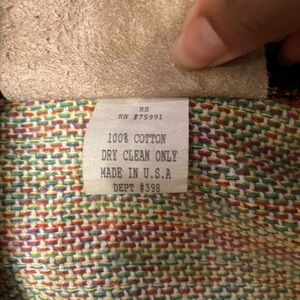 RS
RN #75991
100% COTTON
DRY CLEAN ONLY
MADE IN U.S.A
DEPT #398